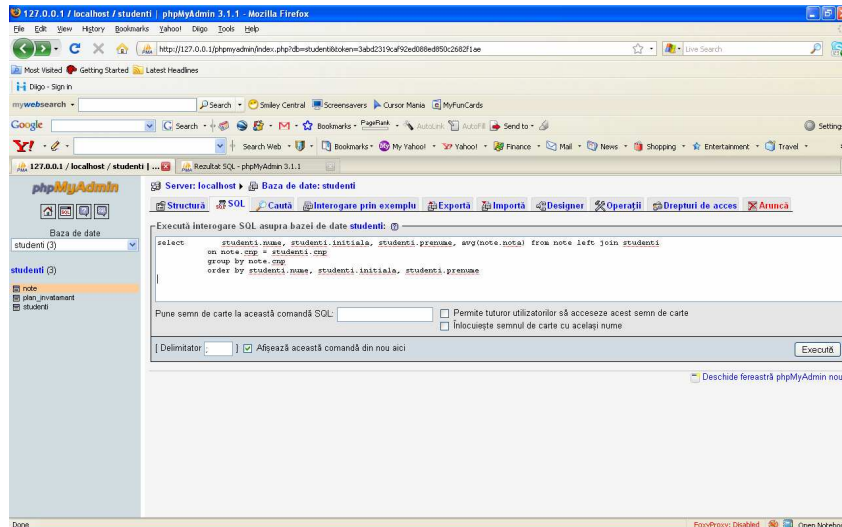 127.0.0.1 / localhost / studenti | phpMyAdmin 3.1.1 - Mozilla Firefox
File Edit View History Bookmarks Yahoo! Diigo Tools Help
http://127.0.0.1/phpmyadmin/index.php?db=studenti&token=3abd2319caf92ed088ed850c2682f1ae
Live Search
Most Visited Getting Started Latest Headlines
Diigo - Sign in
mywebsearch Search Smiley Central Screensavers Cursor Mania MyFunCards
Google Search Bookmarks PageRank AutoLink AutoFill Send to Setting
Y! Search Web Bookmarks My Yahoo! Yahoo! Finance Mail News Shopping Entertainment Travel
127.0.0.1 / localhost / studenti | ... Rezultat SQL - phpMyAdmin 3.1.1
phpMyAdmin
Server: localhost Baza de date: studenti
Structură SQL Caută Interogare prin exemplu Exportă Importă Designer Operații Drepturi de acces Aruncă
Baza de date
studenti (3)
studenti (3)
note
plan_invatamant
studenti
Execută interogare SQL asupra bazei de date studenti:
select studenti.nume, studenti.initiala, studenti.prenume, avg(note.nota) from note left join studenti
on note.cnp = studenti.cnp
group by note.cnp
order by studenti.nume, studenti.initiala, studenti.prenume
Pune semn de carte la această comandă SQL:
Permite tuturor utilizatorilor să acceseze acest semn de carte
Înlocuiește semnul de carte cu același nume
[ Delimitator ; ] Afișează această comandă din nou aici
Execută
Deschide fereastră phpMyAdmin nou
Done
FoxyProxy: Disabled Open Notebo